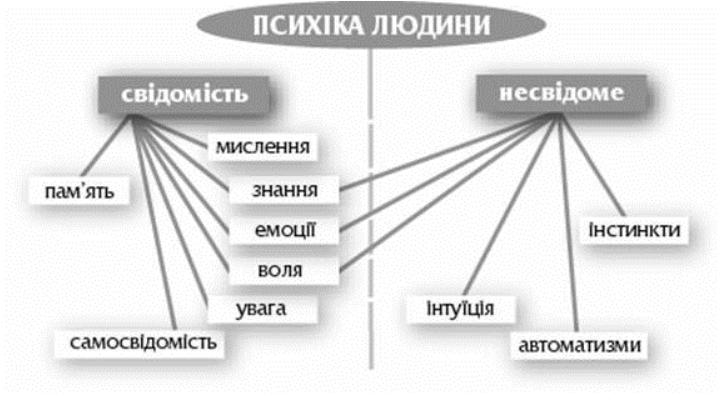 ПСИХІКА ЛЮДИНИ
свідомість
несвідоме
мислення
пам'ять
знання
емоції
воля
увага
самосвідомість
інстинкти
інтуїція
автоматизми